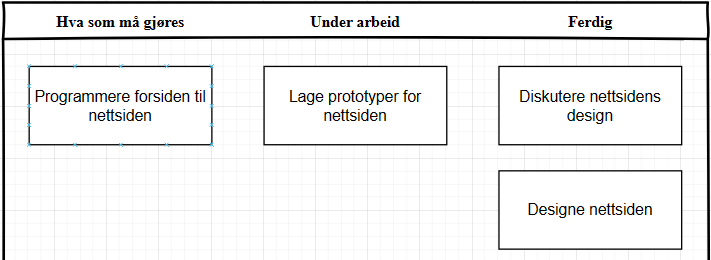 Hva som må gjøres
Under arbeid
Ferdig
Programmere forsiden til
nettsiden
Lage prototyper for
nettsiden
Diskutere nettsidens
design
Designe nettsiden